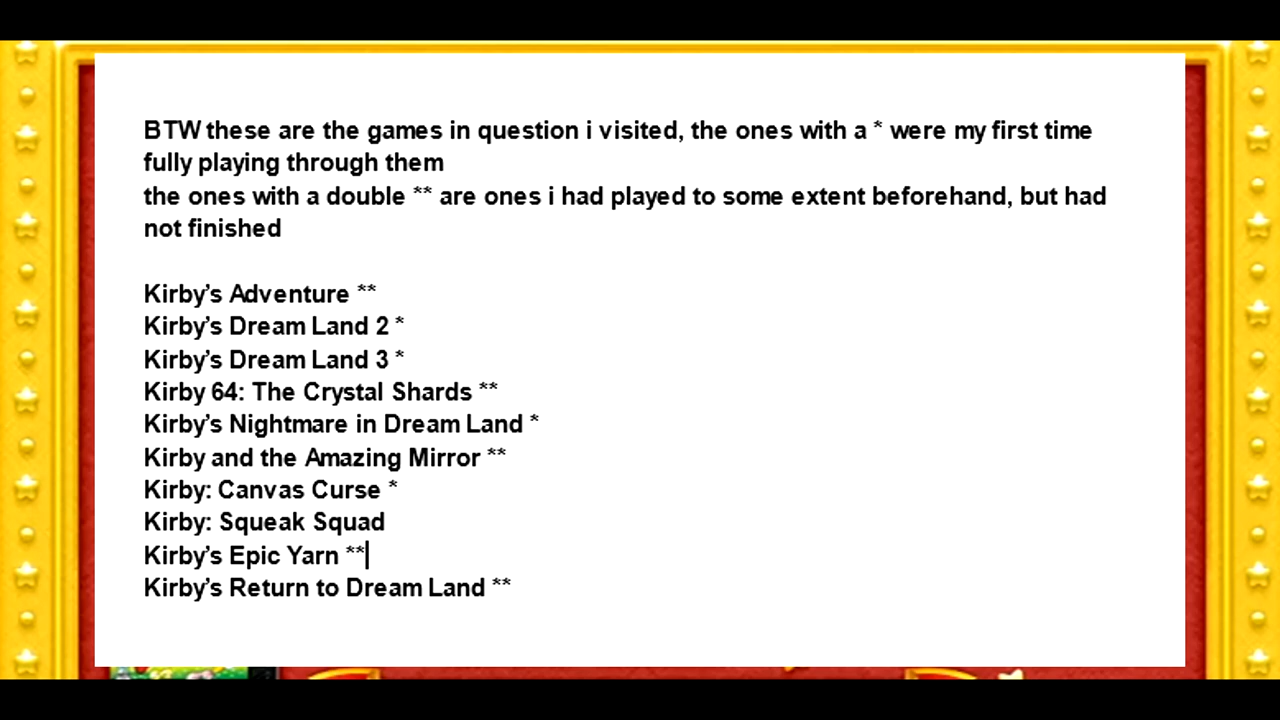 BTW these are the games in question i visited, the ones with a * were my first time
fully playing through them
the ones with a double ** are ones i had played to some extent beforehand, but had
not finished
Kirby’s Adventure **
Kirby’s Dream Land 2 *
Kirby’s Dream Land 3 *
Kirby 64: The Crystal Shards **
Kirby’s Nightmare in Dream Land *
Kirby and the Amazing Mirror **
Kirby: Canvas Curse *
Kirby: Squeak Squad
Kirby’s Epic Yarn **
Kirby’s Return to Dream Land **